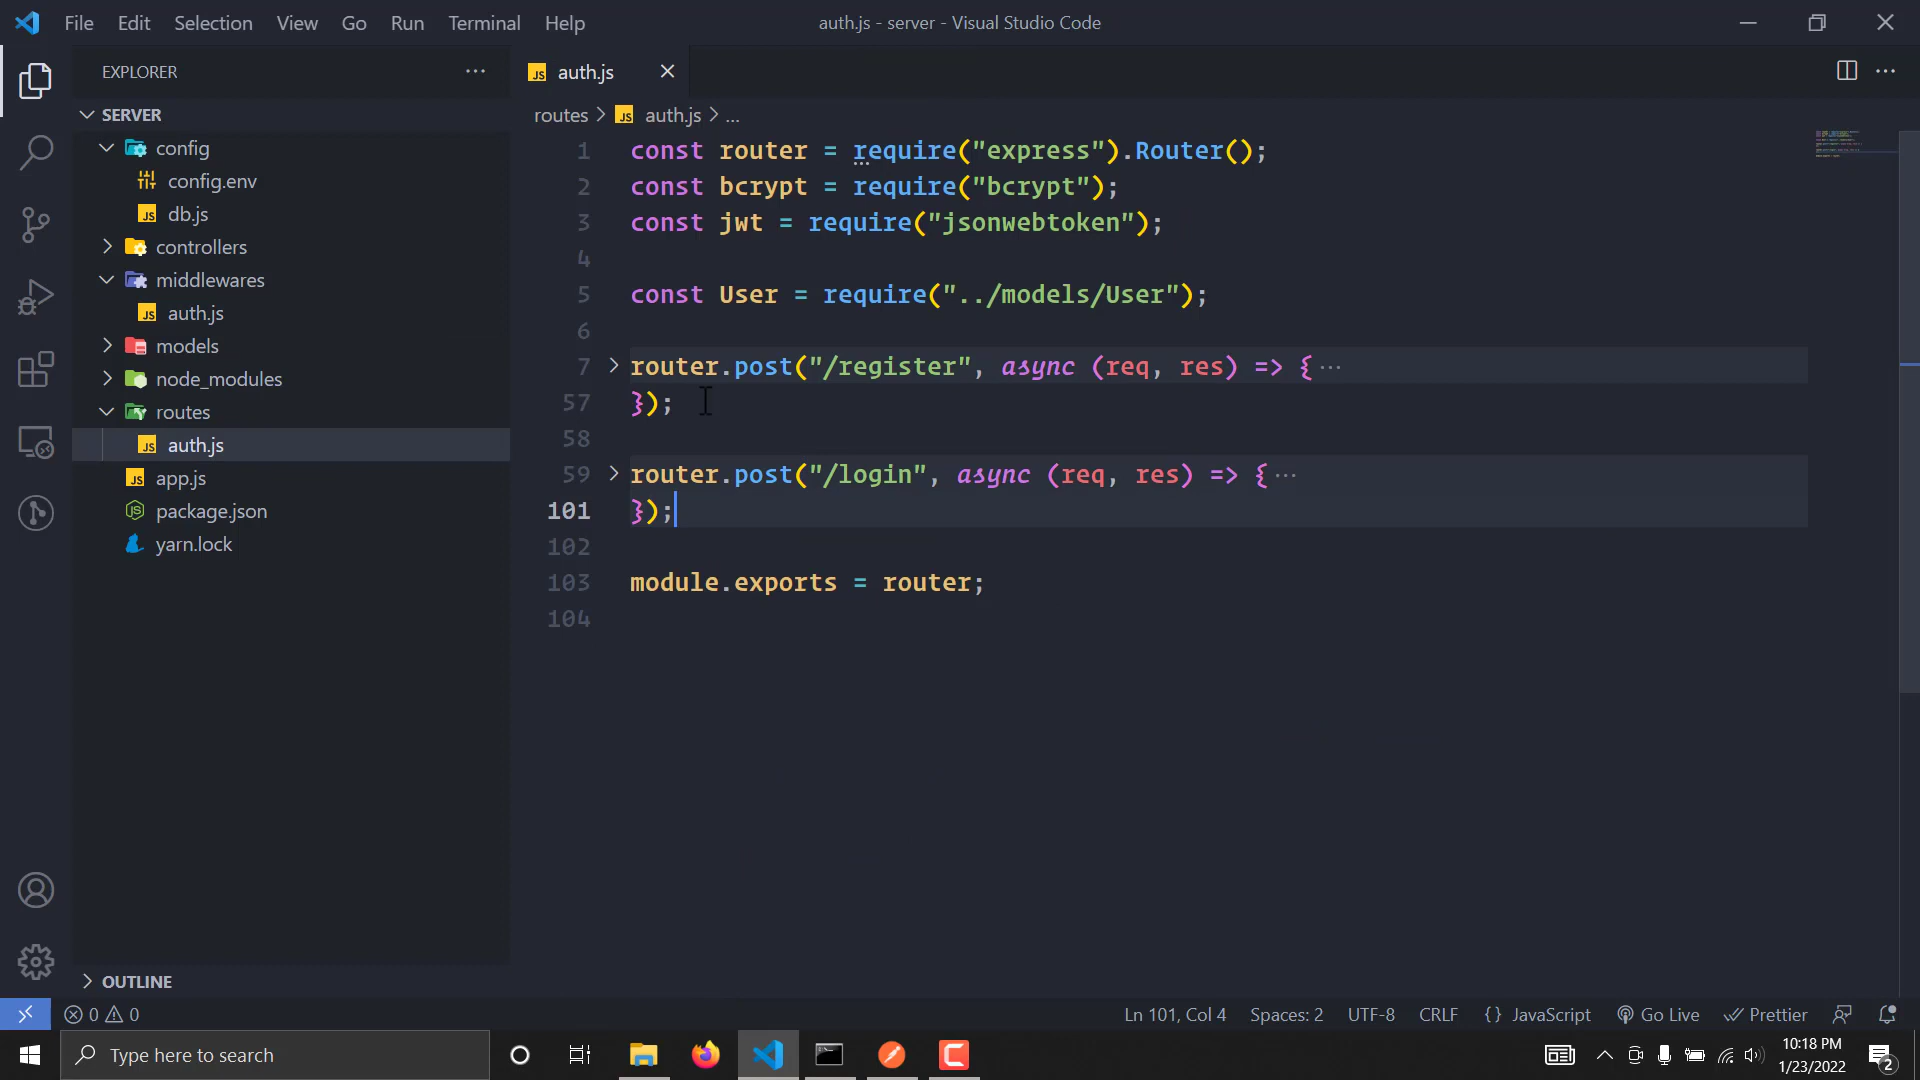 File Edit Selection View Go Run Terminal Help
auth.js - server - Visual Studio Code
EXPLORER
SERVER
config
config.env
db.js
controllers
middlewares
auth.js
models
node_modules
routes
auth.js
app.js
package.json
yarn.lock
OUTLINE
auth.js
routes > auth.js > ...
1 const router = require("express").Router();
2 const bcrypt = require("bcrypt");
3 const jwt = require("jsonwebtoken");
4
5 const User = require("../models/User");
6
7 router.post("/register", async (req, res) => {···
57 });
58
59 router.post("/login", async (req, res) => {···
101 });
102
103 module.exports = router;
104
0 0 Ln 101, Col 4 Spaces: 2 UTF-8 CRLF {} JavaScript Go Live Prettier
Type here to search
10:18 PM
1/23/2022
2